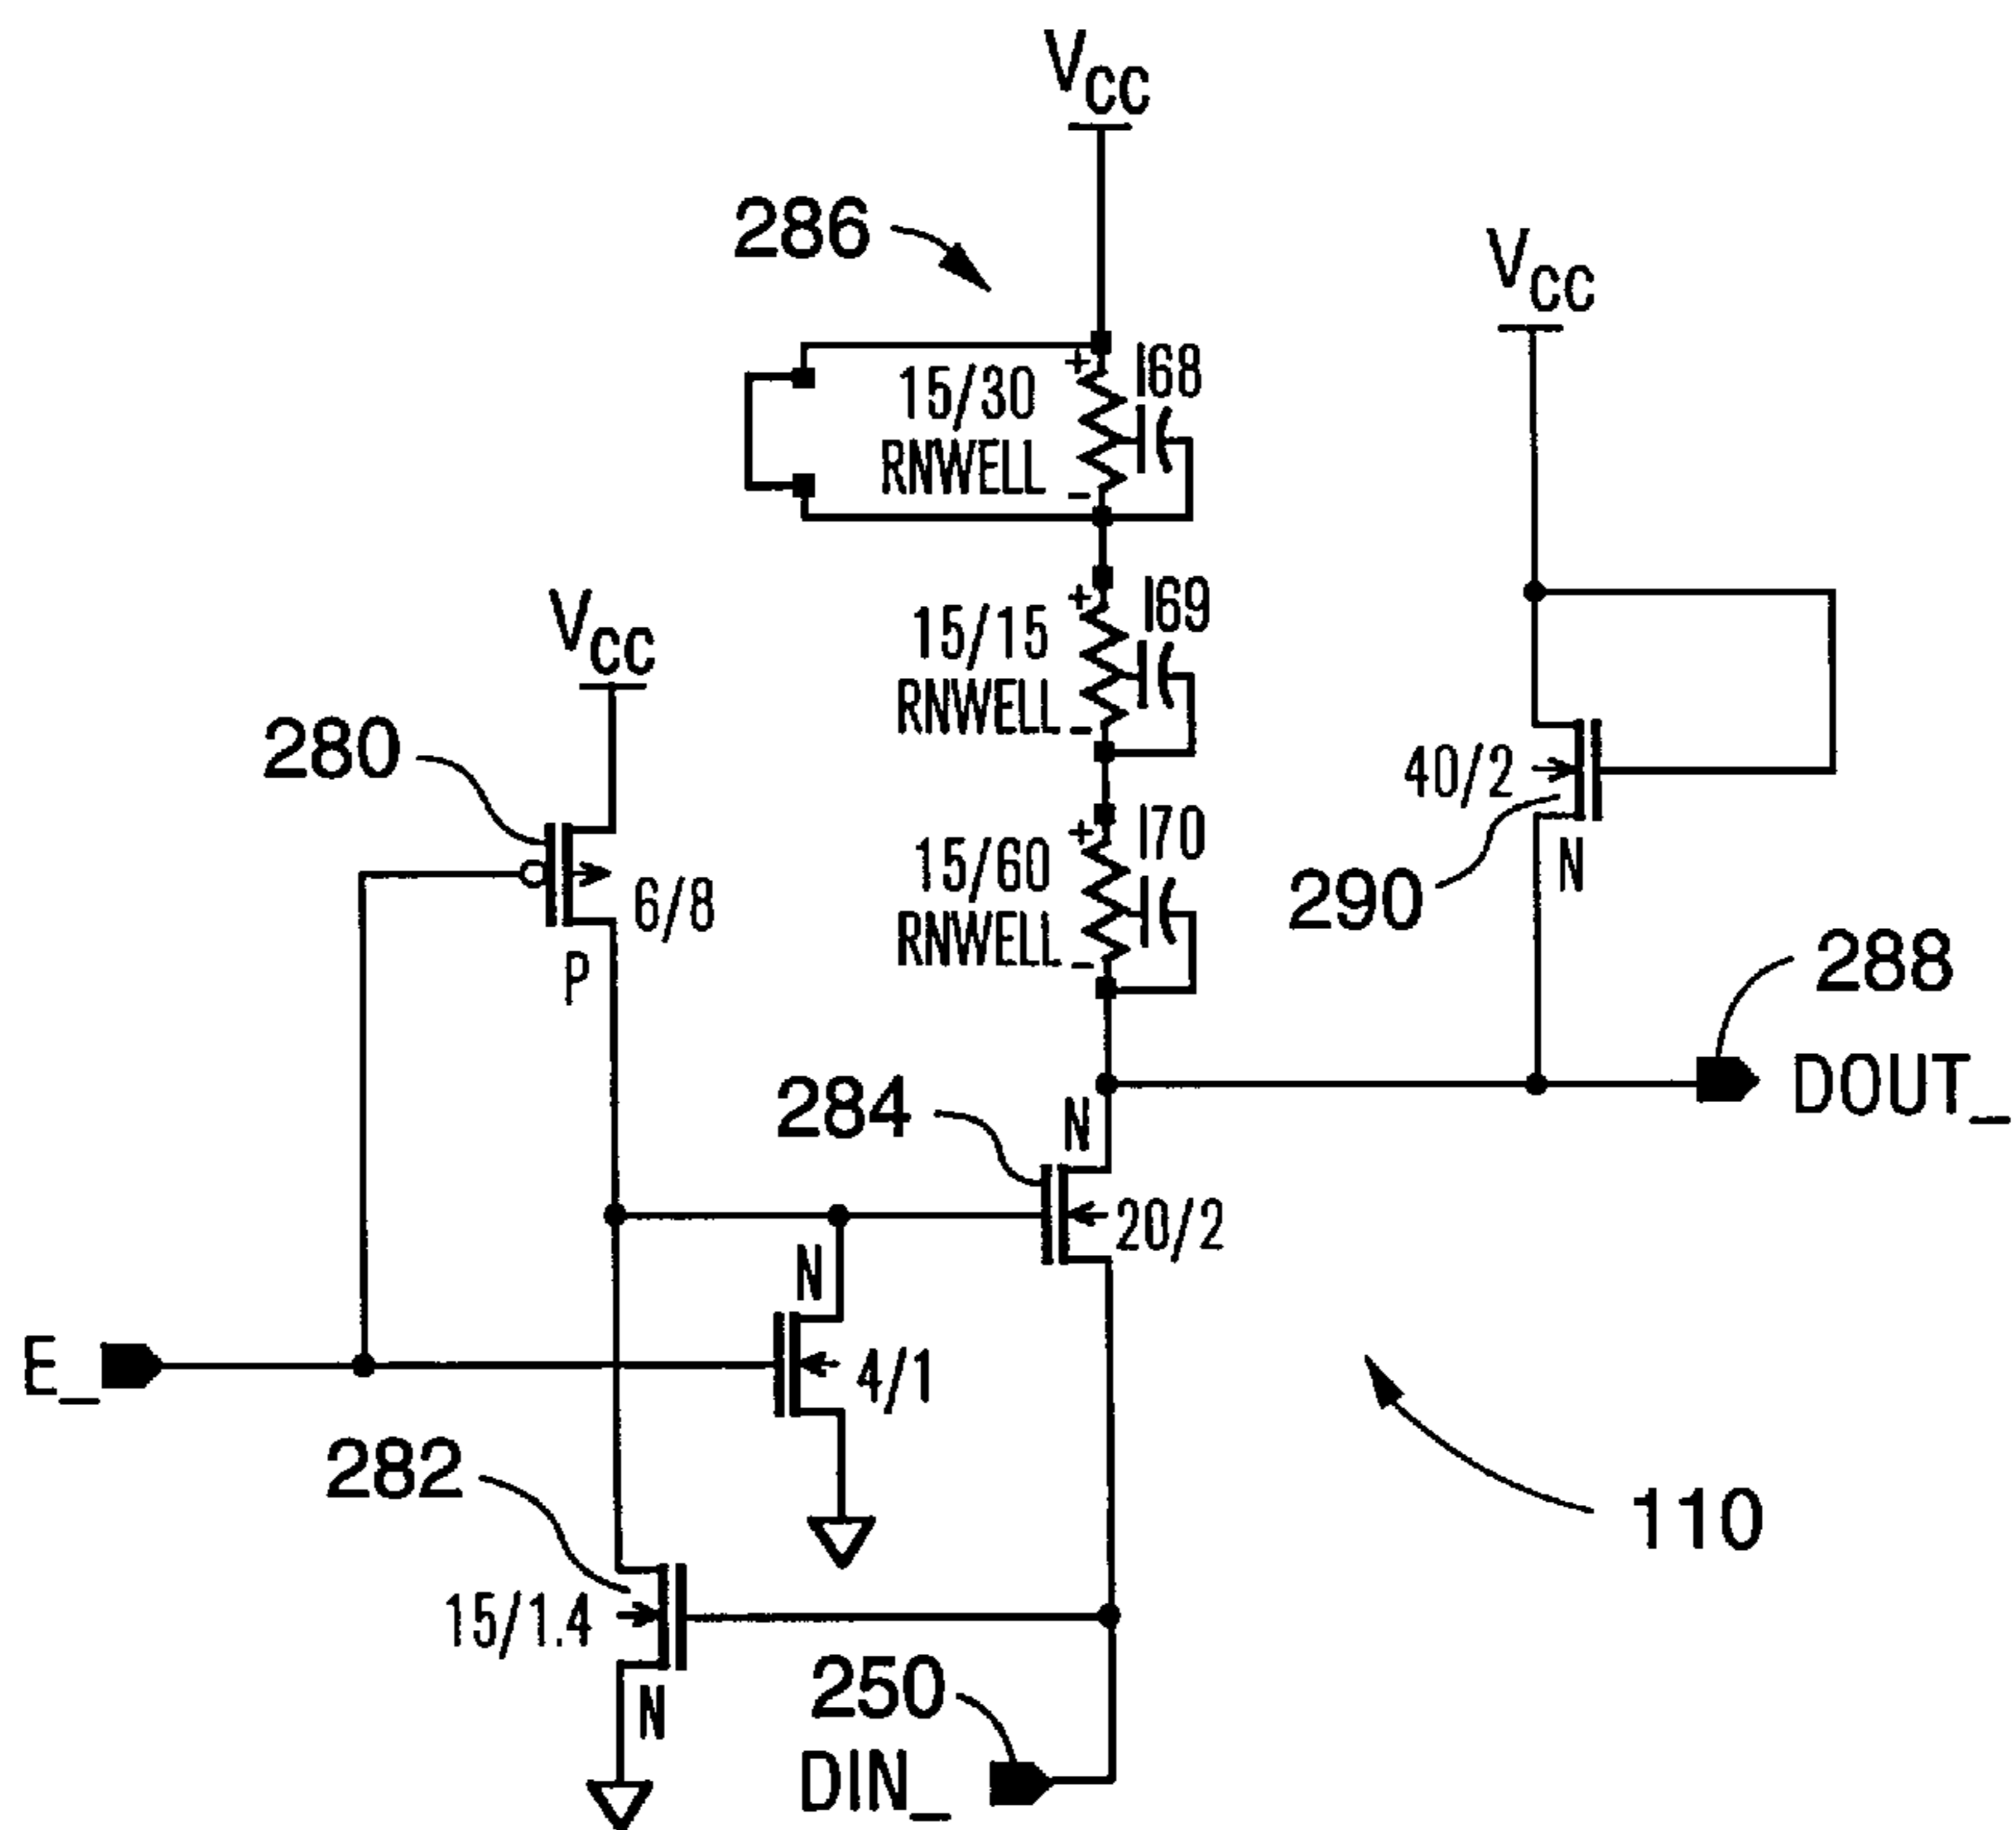 VCC
286
VCC
I68
15/30
RNWELL
+
-
I69
15/15
RNWELL
+
-
VCC
280
I70
15/60
RNWELL
+
-
40/2
290
N
6/8
P
288
DOUT_
284
N
20/2
N
4/1
E_
282
15/1.4
N
250
DIN_
110